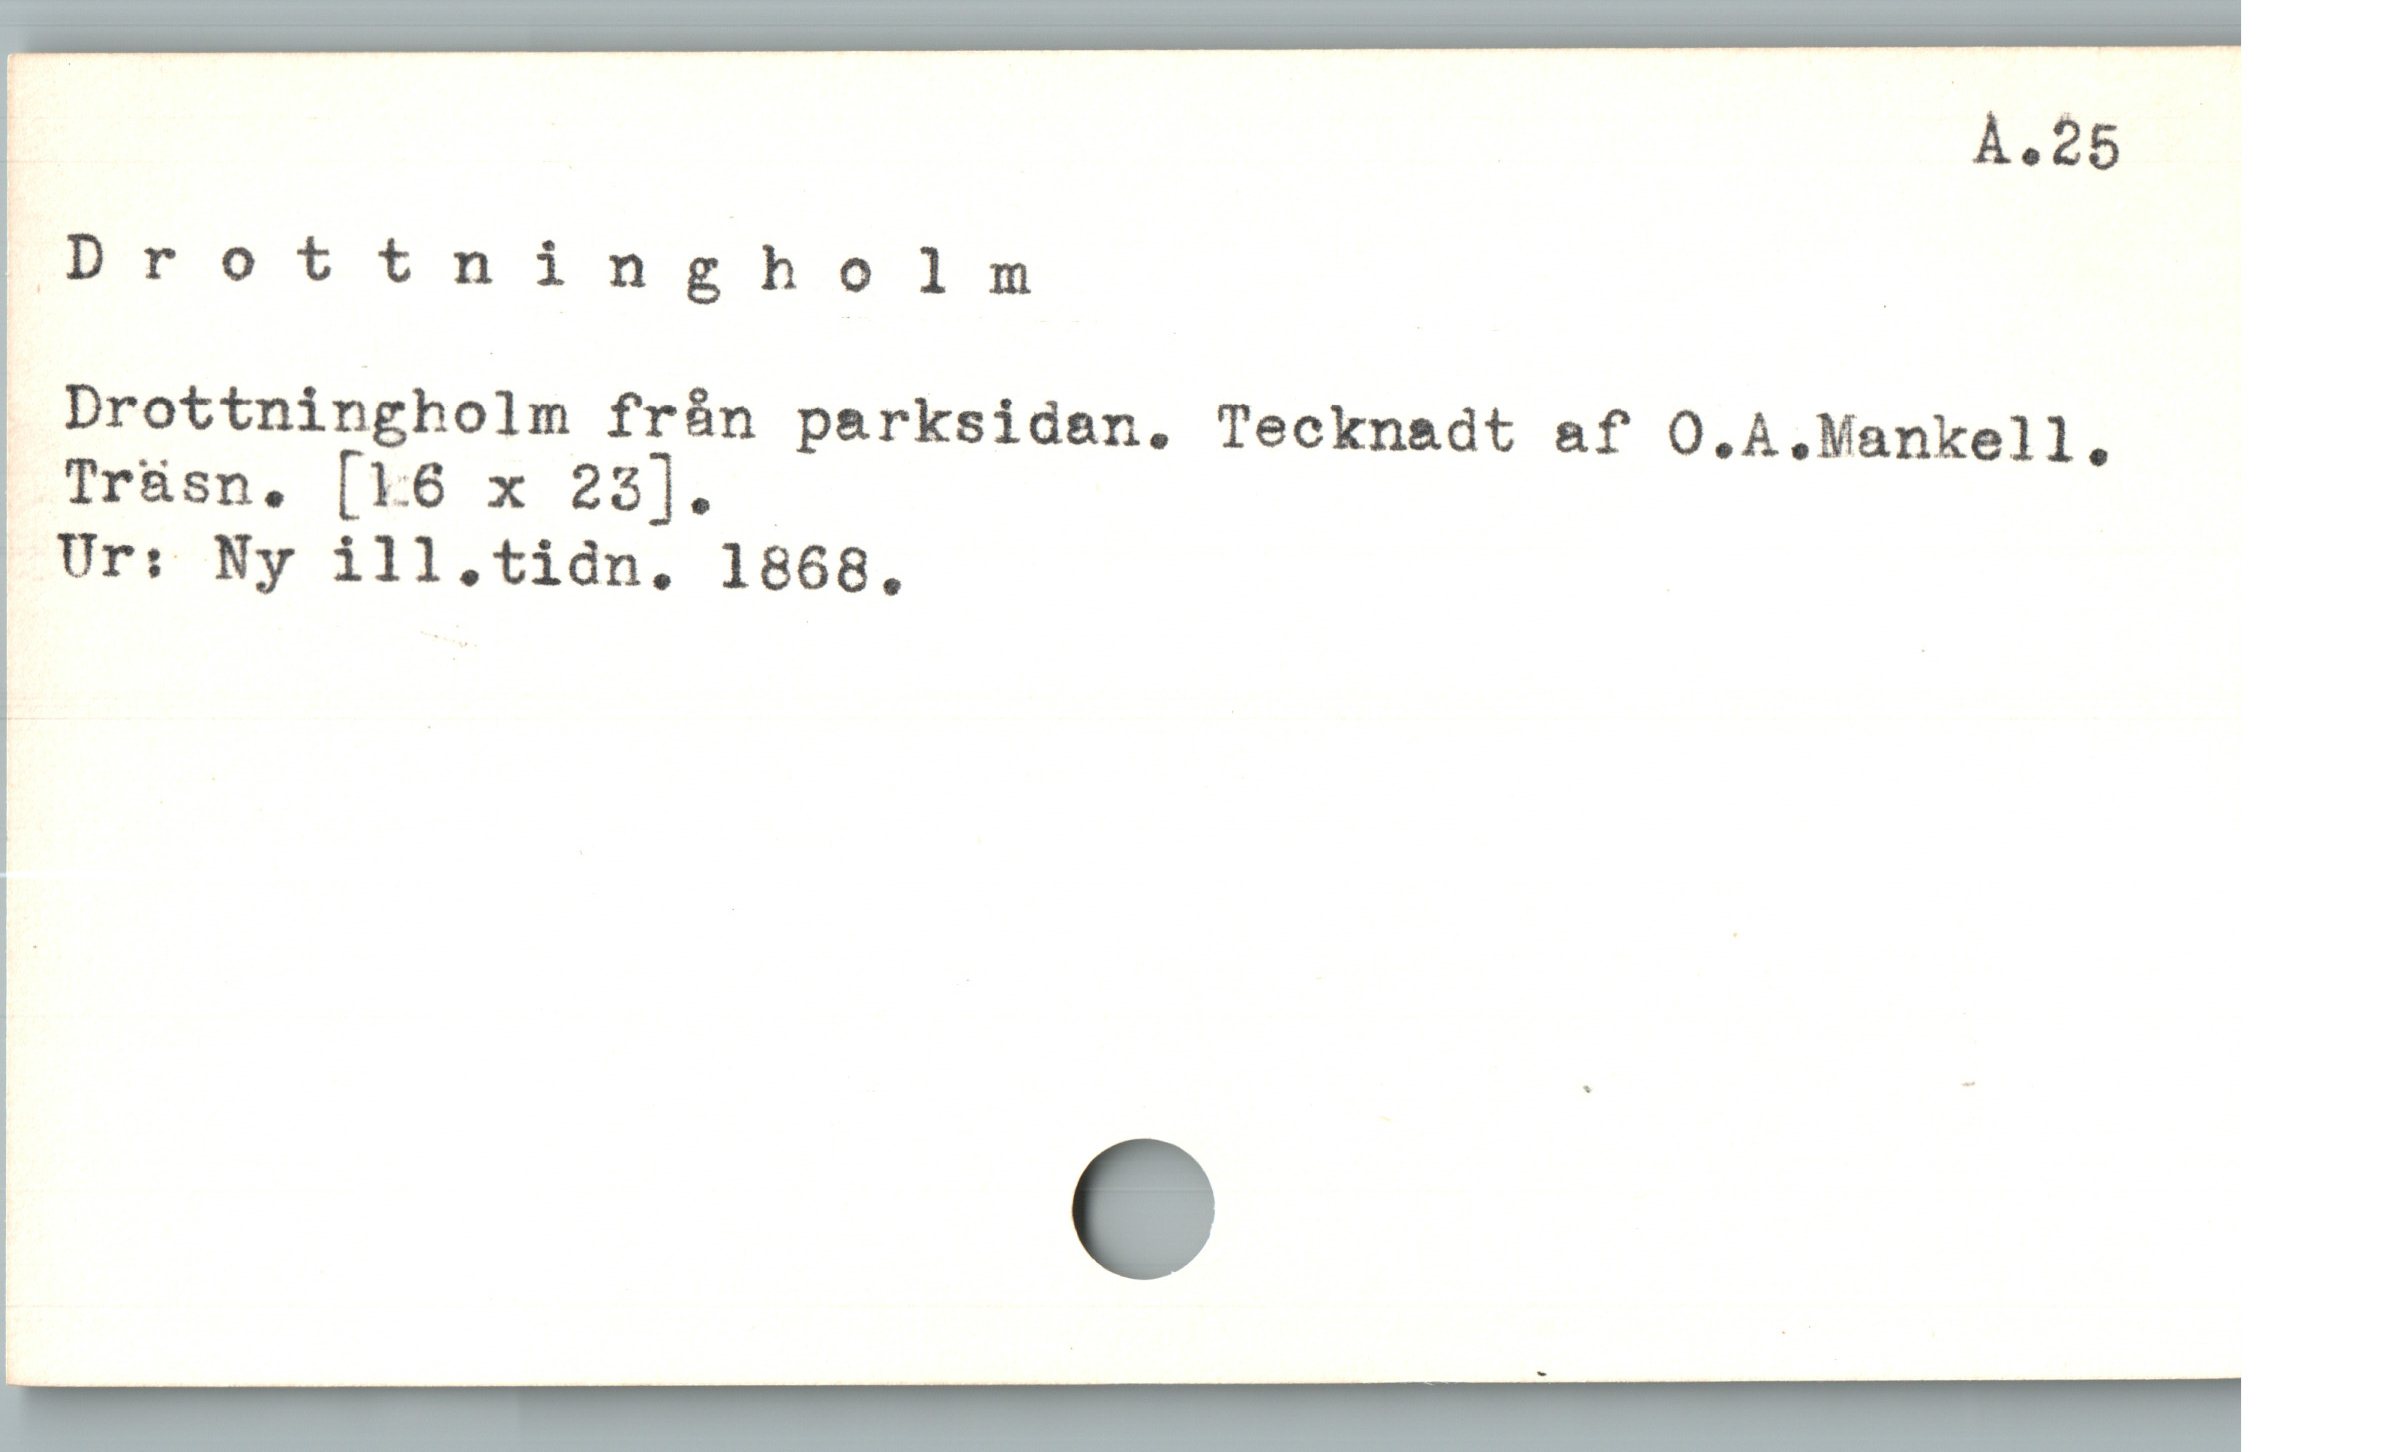 A.25
D r o t t n i n g h o l m
Drottningholm från parksidan. Tecknadt af O.A.Mankell.
Träsn. [16 x 23].
Ur: Ny ill.tidn. 1868.